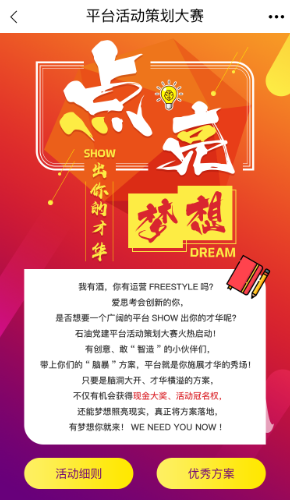 平台活动策划大赛
点亮
SHOW
出你的才华
梦想
DREAM
我有酒，你有运营 FREESTYLE 吗？
爱思考会创新的你，
是否想要一个广阔的平台 SHOW 出你的才华呢？
石油党建平台活动策划大赛火热启动！
有创意、敢“智造”的小伙伴们，
带上你们的“脑暴”方案，平台就是你施展才华的秀场！
只要是脑洞大开、才华横溢的方案，
不仅有机会获得现金大奖、活动冠名权，
还能梦想照亮现实，真正将方案落地，
有梦想你就来！ WE NEED YOU NOW！
活动细则
优秀方案